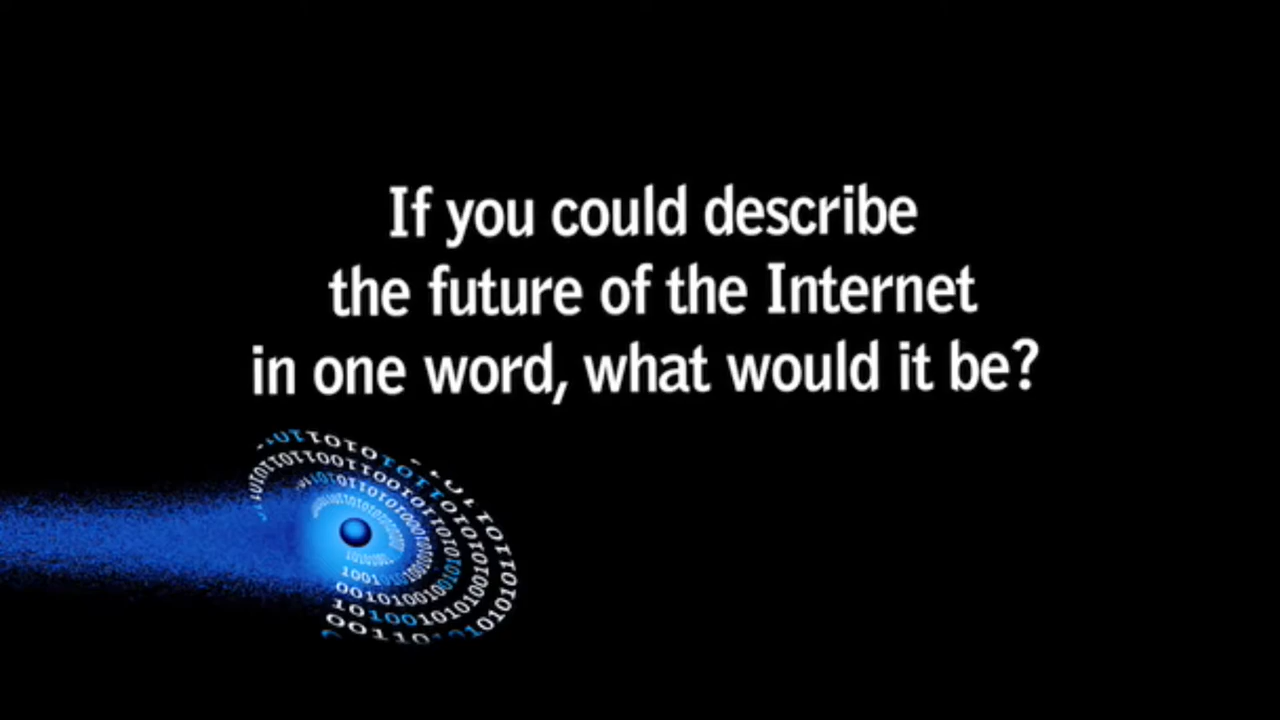 If you could describe
the future of the Internet
in one word, what would it be?